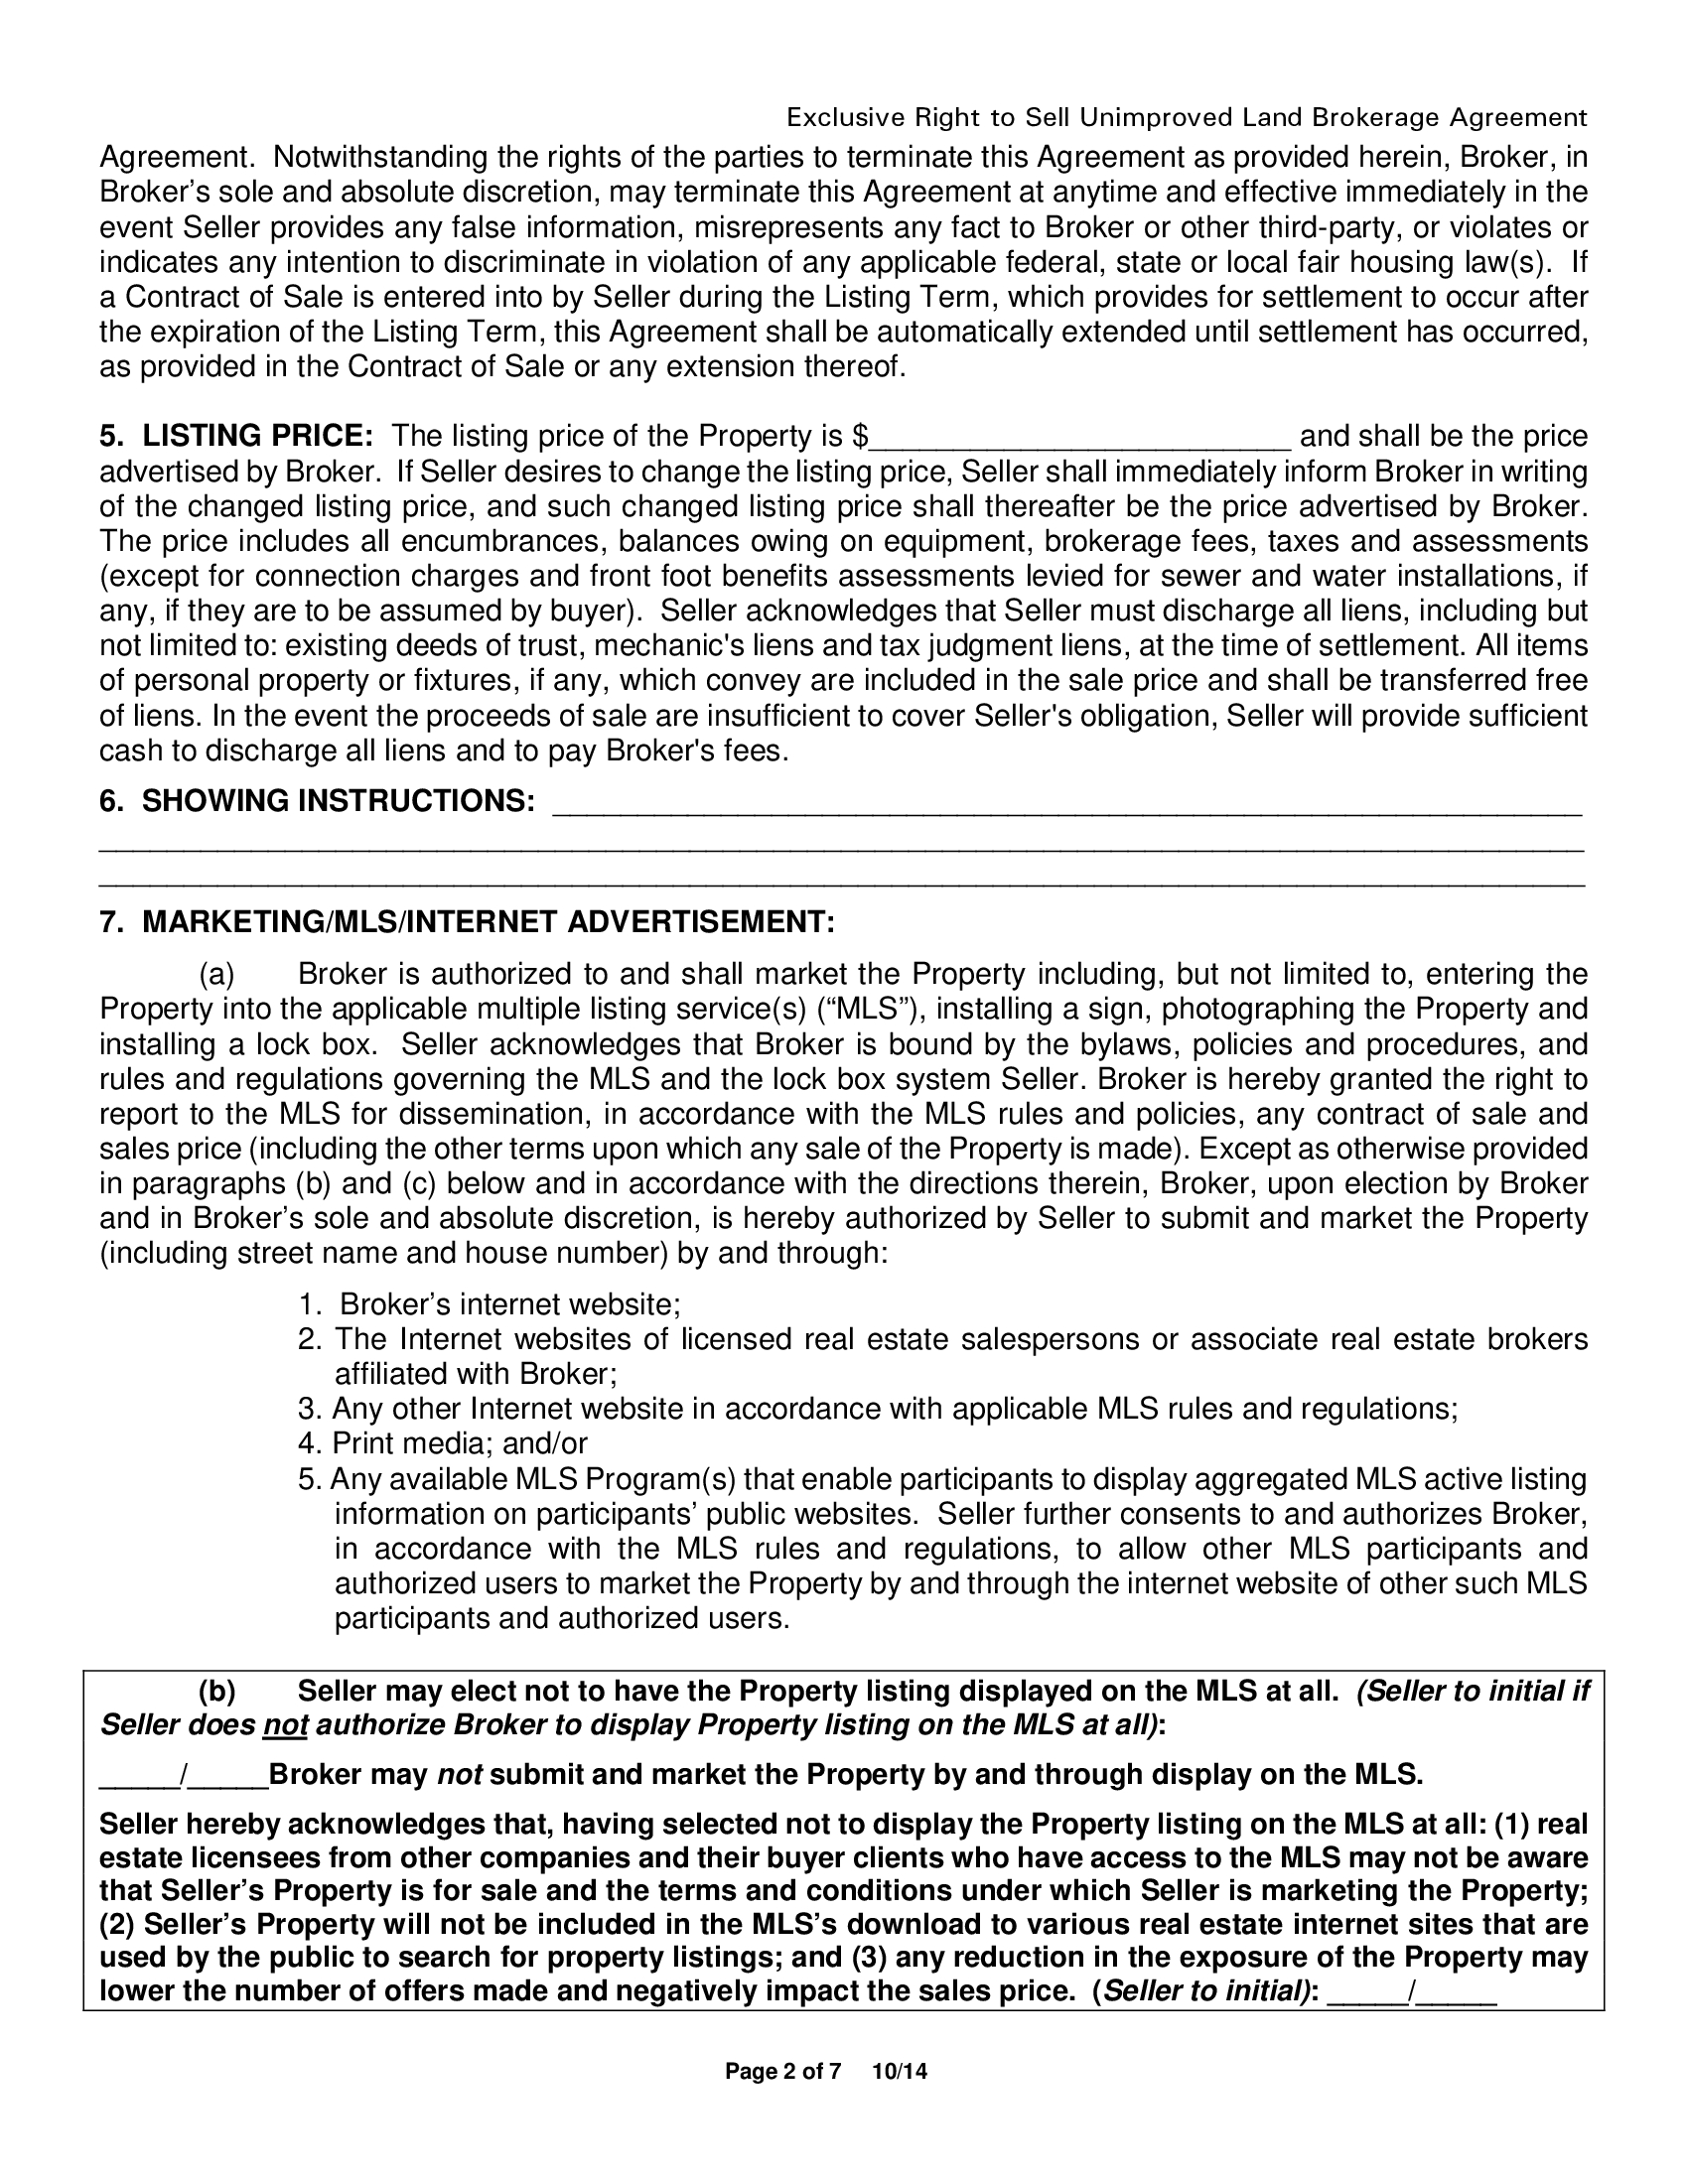 Exclusive Right to Sell Unimproved Land Brokerage Agreement
Agreement.  Notwithstanding the rights of the parties to terminate this Agreement as provided herein, Broker, in
Broker’s sole and absolute discretion, may terminate this Agreement at anytime and effective immediately in the
event Seller provides any false information, misrepresents any fact to Broker or other third-party, or violates or
indicates any intention to discriminate in violation of any applicable federal, state or local fair housing law(s).  If
a Contract of Sale is entered into by Seller during the Listing Term, which provides for settlement to occur after
the expiration of the Listing Term, this Agreement shall be automatically extended until settlement has occurred,
as provided in the Contract of Sale or any extension thereof.
5.  LISTING PRICE:  The listing price of the Property is $__________________________ and shall be the price
advertised by Broker.  If Seller desires to change the listing price, Seller shall immediately inform Broker in writing
of the changed listing price, and such changed listing price shall thereafter be the price advertised by Broker.
The price includes all encumbrances, balances owing on equipment, brokerage fees, taxes and assessments
(except for connection charges and front foot benefits assessments levied for sewer and water installations, if
any, if they are to be assumed by buyer).  Seller acknowledges that Seller must discharge all liens, including but
not limited to: existing deeds of trust, mechanic's liens and tax judgment liens, at the time of settlement. All items
of personal property or fixtures, if any, which convey are included in the sale price and shall be transferred free
of liens. In the event the proceeds of sale are insufficient to cover Seller's obligation, Seller will provide sufficient
cash to discharge all liens and to pay Broker's fees.
6.  SHOWING INSTRUCTIONS:  ________________________________________________________________
____________________________________________________________________________________________
____________________________________________________________________________________________
7.  MARKETING/MLS/INTERNET ADVERTISEMENT:
(a) Broker is authorized to and shall market the Property including, but not limited to, entering the
Property into the applicable multiple listing service(s) (“MLS”), installing a sign, photographing the Property and
installing a lock box.  Seller acknowledges that Broker is bound by the bylaws, policies and procedures, and
rules and regulations governing the MLS and the lock box system Seller. Broker is hereby granted the right to
report to the MLS for dissemination, in accordance with the MLS rules and policies, any contract of sale and
sales price (including the other terms upon which any sale of the Property is made). Except as otherwise provided
in paragraphs (b) and (c) below and in accordance with the directions therein, Broker, upon election by Broker
and in Broker’s sole and absolute discretion, is hereby authorized by Seller to submit and market the Property
(including street name and house number) by and through:
1.  Broker’s internet website;
2. The Internet websites of licensed real estate salespersons or associate real estate brokers
affiliated with Broker;
3. Any other Internet website in accordance with applicable MLS rules and regulations;
4. Print media; and/or
5. Any available MLS Program(s) that enable participants to display aggregated MLS active listing
information on participants’ public websites.  Seller further consents to and authorizes Broker,
in accordance with the MLS rules and regulations, to allow other MLS participants and
authorized users to market the Property by and through the internet website of other such MLS
participants and authorized users.
(b) Seller may elect not to have the Property listing displayed on the MLS at all.  (Seller to initial if
Seller does not authorize Broker to display Property listing on the MLS at all):
_____/_____Broker may not submit and market the Property by and through display on the MLS.
Seller hereby acknowledges that, having selected not to display the Property listing on the MLS at all: (1) real
estate licensees from other companies and their buyer clients who have access to the MLS may not be aware
that Seller’s Property is for sale and the terms and conditions under which Seller is marketing the Property;
(2) Seller’s Property will not be included in the MLS’s download to various real estate internet sites that are
used by the public to search for property listings; and (3) any reduction in the exposure of the Property may
lower the number of offers made and negatively impact the sales price.  (Seller to initial): _____/_____
Page 2 of 7    10/14